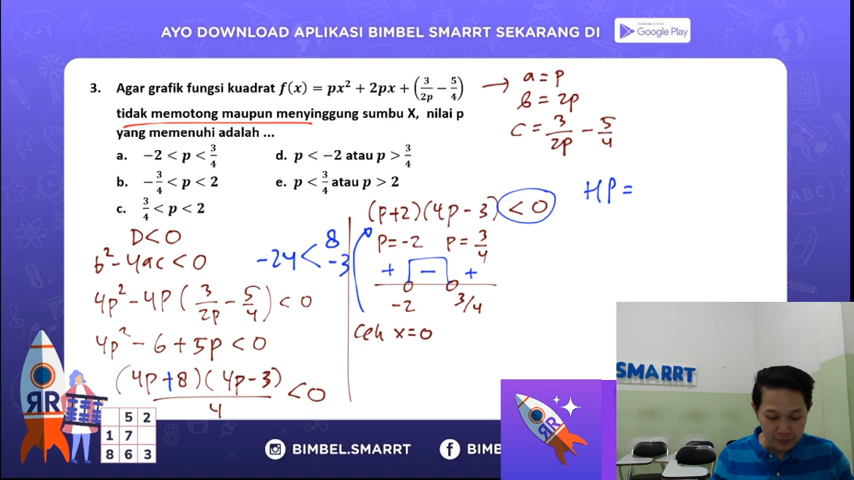 AYO DOWNLOAD APLIKASI BIMBEL SMARRT SEKARANG DI
Google Play
3. Agar grafik fungsi kuadrat f(x) = px² + 2px + (3/2p − 5/4)
tidak memotong maupun menyinggung sumbu X, nilai p
yang memenuhi adalah ...
a. −2 < p < 3/4
d. p < −2 atau p > 3/4
b. −3/4 < p < 2
e. p < 3/4 atau p > 2
c. 3/4 < p < 2
→ a = p
b = 2p
c = 3/2p − 5/4
D < 0
b² − 4ac < 0
4p² − 4p (3/2p − 5/4) < 0
4p² − 6 + 5p < 0
(4p+8)(4p−3)/4 < 0
−24 < 8
−3
(p+2)(4p−3) < 0
p = −2 p = 3/4
+ − +
−2 3/4
Cek x = 0
HP =
SMARRT
RR
5 2
1 7
8 6 3
BIMBEL.SMARRT
BIMBEL
RR